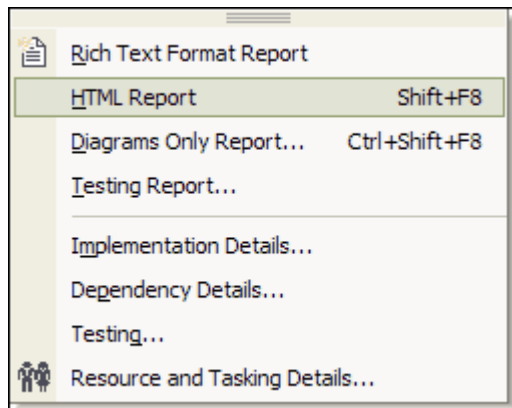 Rich Text Format Report
HTML Report Shift+F8
Diagrams Only Report... Ctrl+Shift+F8
Testing Report...
Implementation Details...
Dependency Details...
Testing...
Resource and Tasking Details...